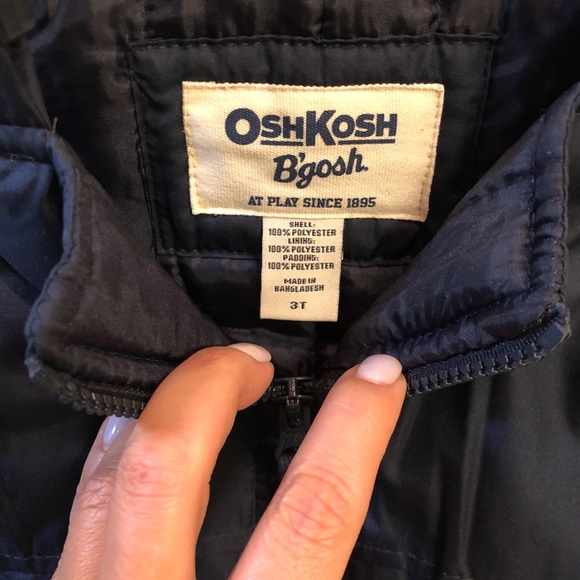 OSHKOSH
B'gosh.
AT PLAY SINCE 1895
SHELL:
100% POLYESTER
LINING:
100% POLYESTER
PADDING:
100% POLYESTER
MADE IN
BANGLADESH
3T